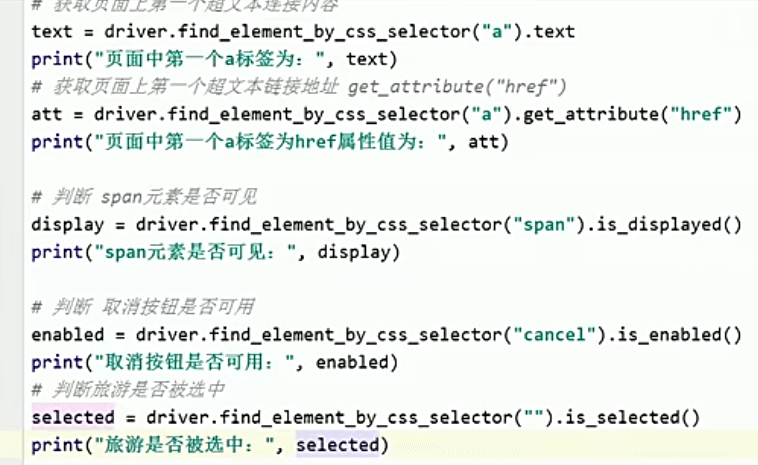 # 获取页面上第一个超文本连接内容
text = driver.find_element_by_css_selector("a").text
print("页面中第一个a标签为：", text)
# 获取页面上第一个超文本链接地址 get_attribute("href")
att = driver.find_element_by_css_selector("a").get_attribute("href")
print("页面中第一个a标签为href属性值为：", att)
# 判断 span元素是否可见
display = driver.find_element_by_css_selector("span").is_displayed()
print("span元素是否可见：", display)
# 判断 取消按钮是否可用
enabled = driver.find_element_by_css_selector("cancel").is_enabled()
print("取消按钮是否可用：", enabled)
# 判断旅游是否被选中
selected = driver.find_element_by_css_selector("").is_selected()
print("旅游是否被选中：", selected)